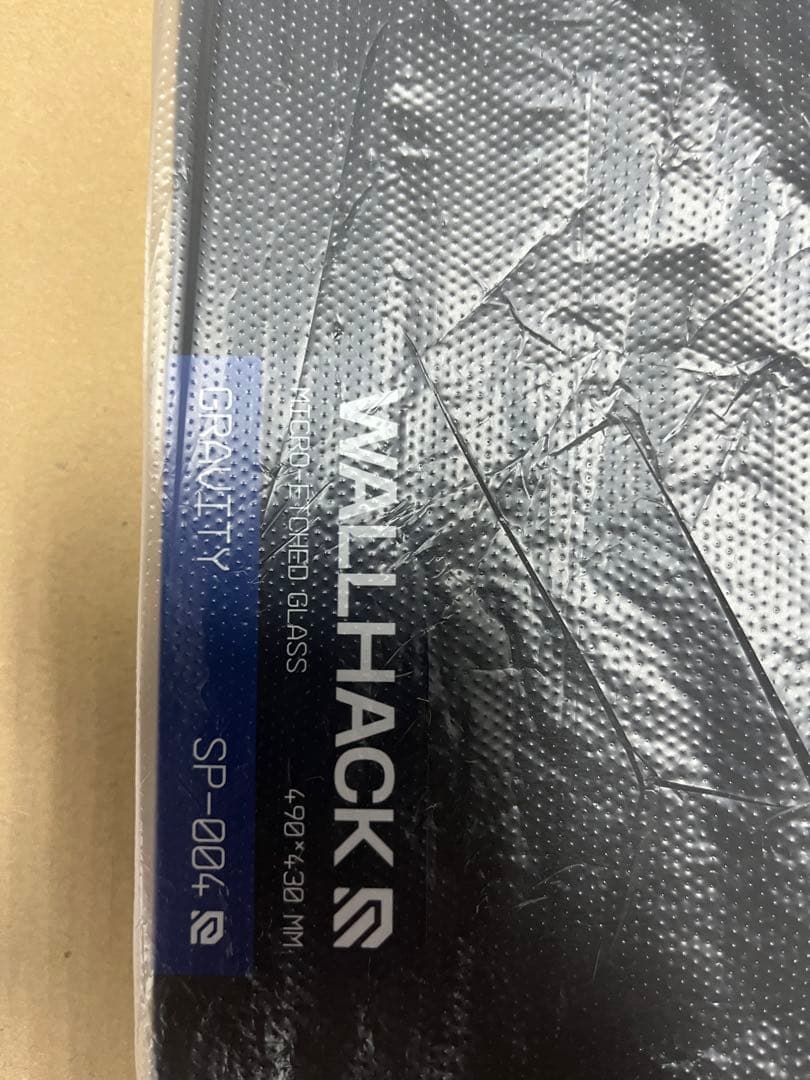 WALLHACK
MICRO-ETCHED GLASS 490*430 MM
GRAVITY SP-004